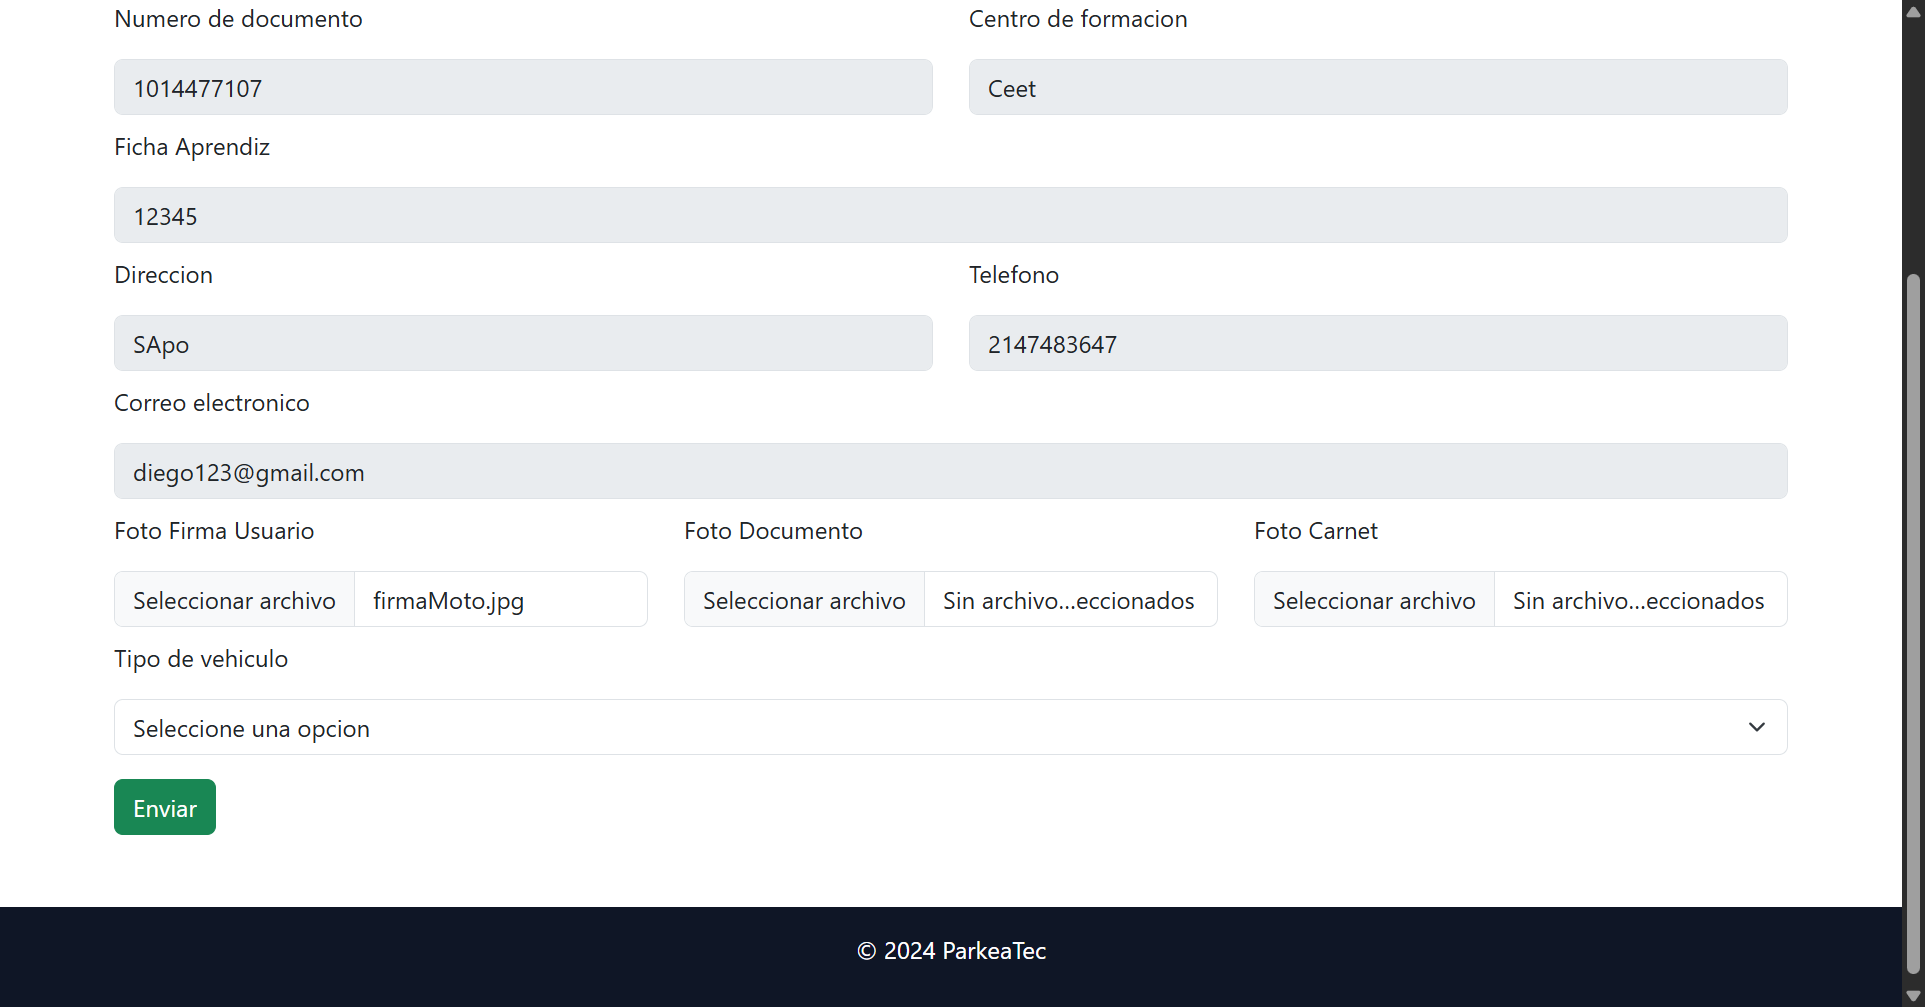 Numero de documento
Centro de formacion
1014477107
Ceet
Ficha Aprendiz
12345
Direccion
Telefono
SApo
2147483647
Correo electronico
diego123@gmail.com
Foto Firma Usuario
Foto Documento
Foto Carnet
Seleccionar archivo firmaMoto.jpg
Seleccionar archivo Sin archivo...eccionados
Seleccionar archivo Sin archivo...eccionados
Tipo de vehiculo
Seleccione una opcion
Enviar
© 2024 ParkeaTec